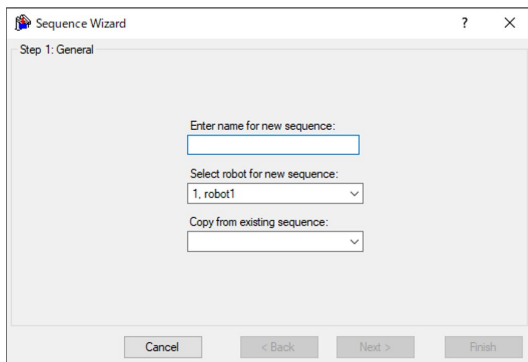 Sequence Wizard
?
Step 1: General
Enter name for new sequence:
Select robot for new sequence:
1, robot1
Copy from existing sequence:
Cancel
< Back
Next >
Finish